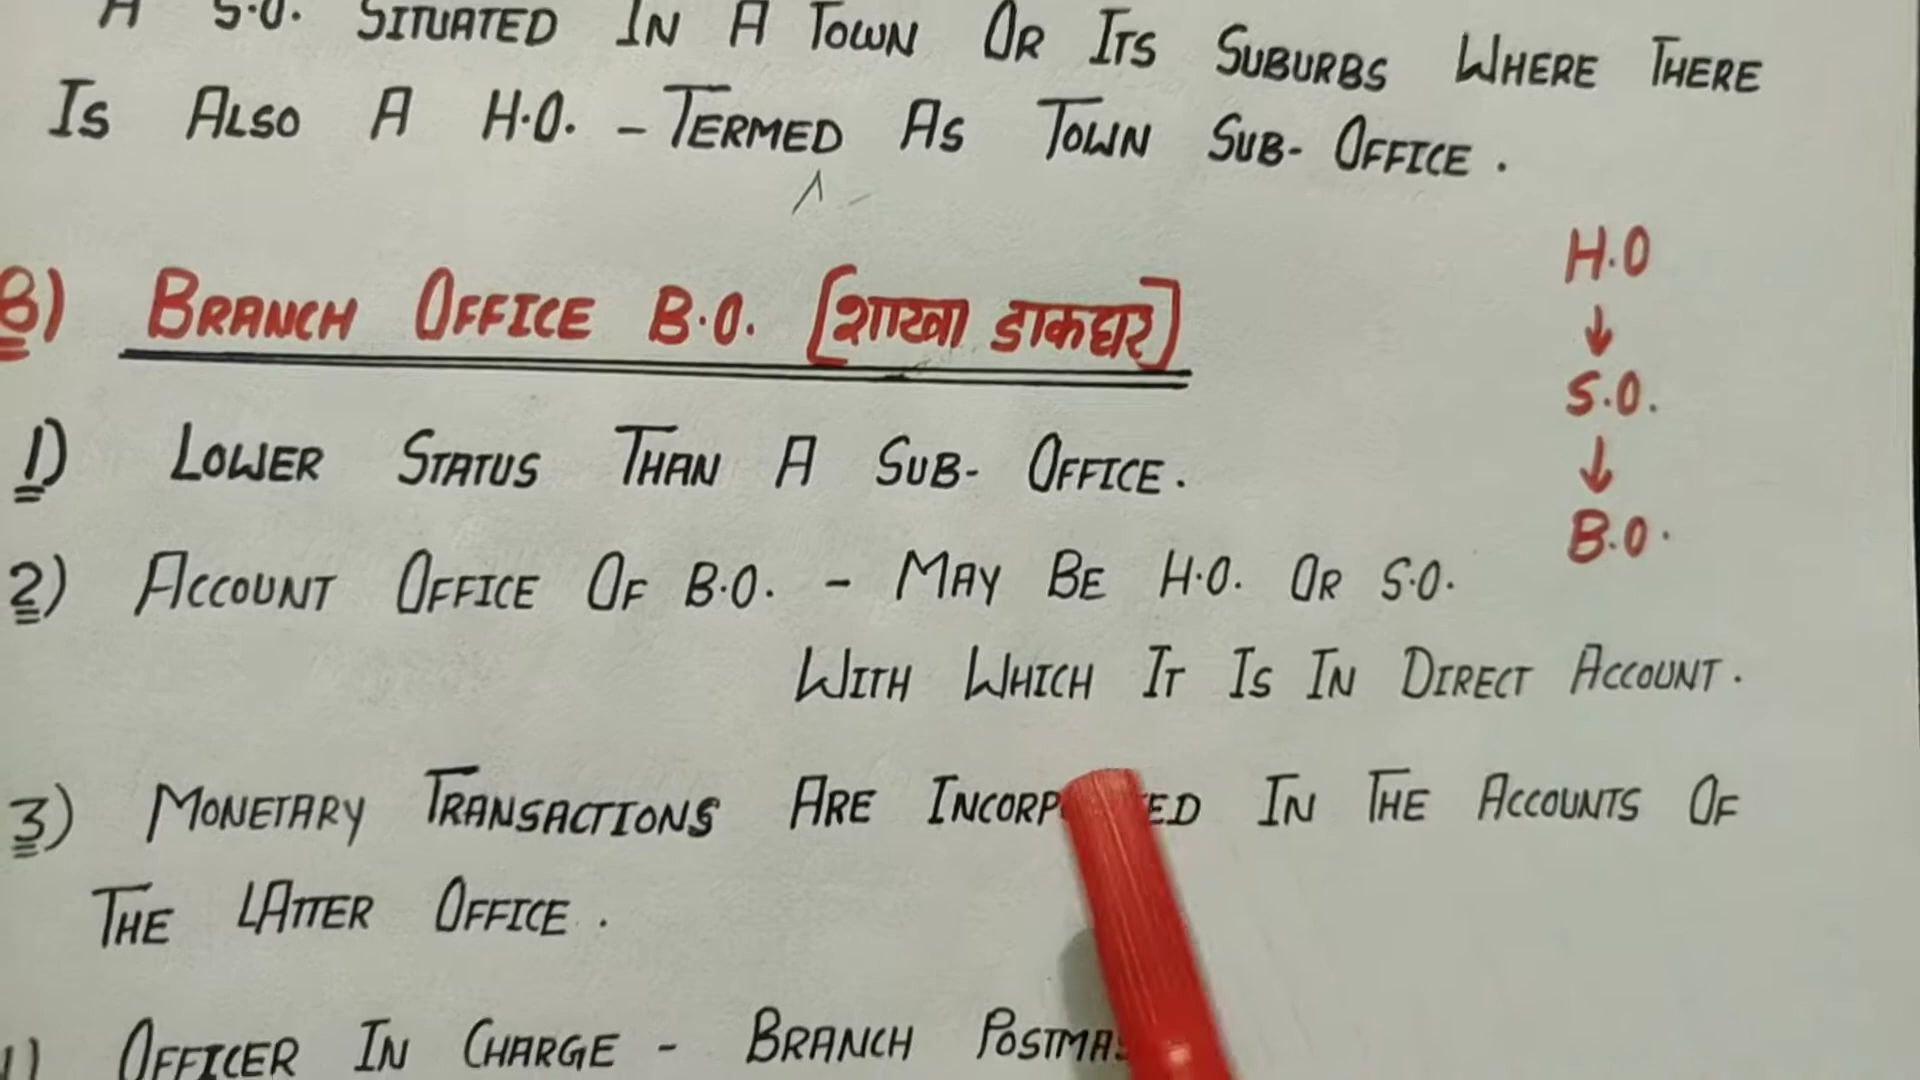 A S.O. SITUATED IN A TOWN OR ITS SUBURBS WHERE THERE
IS ALSO A H.O. - TERMED AS TOWN SUB-OFFICE.
B) BRANCH OFFICE B.O. [शाखा डाकघर]
H.O
↓
S.O.
↓
B.O.
1) LOWER STATUS THAN A SUB-OFFICE.
2) ACCOUNT OFFICE OF B.O. - MAY BE H.O. OR S.O.
WITH WHICH IT IS IN DIRECT ACCOUNT.
3) MONETARY TRANSACTIONS ARE IN THE ACCOUNTS OF
THE LATTER OFFICE.
OFFICER IN CHARGE - BRANCH